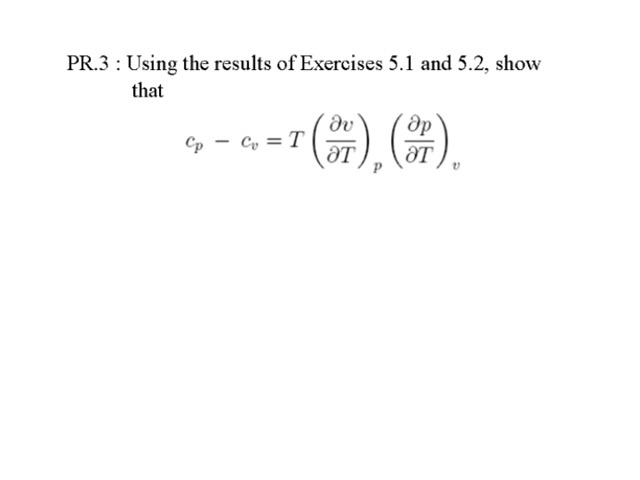 PR.3 : Using the results of Exercises 5.1 and 5.2, show
that
c_p − c_v = T (∂v/∂T)_p (∂p/∂T)_v